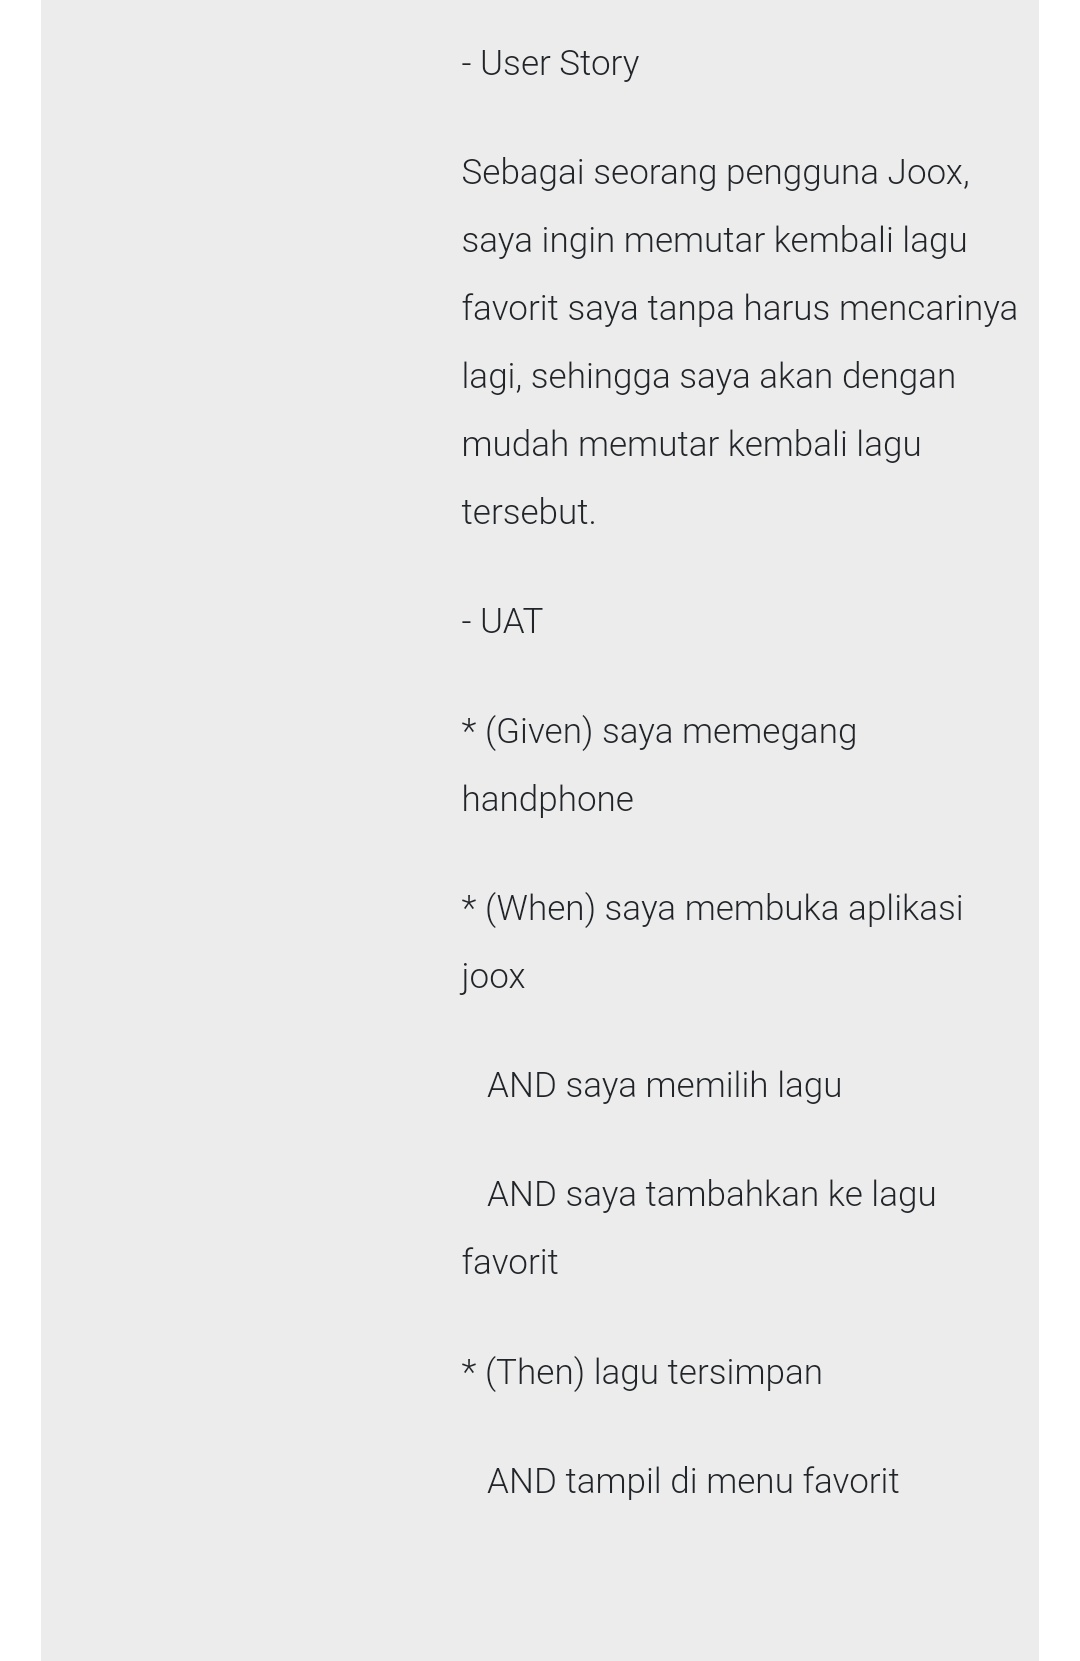 - User Story
Sebagai seorang pengguna Joox,
saya ingin memutar kembali lagu
favorit saya tanpa harus mencarinya
lagi, sehingga saya akan dengan
mudah memutar kembali lagu
tersebut.
- UAT
* (Given) saya memegang
handphone
* (When) saya membuka aplikasi
joox
AND saya memilih lagu
AND saya tambahkan ke lagu
favorit
* (Then) lagu tersimpan
AND tampil di menu favorit